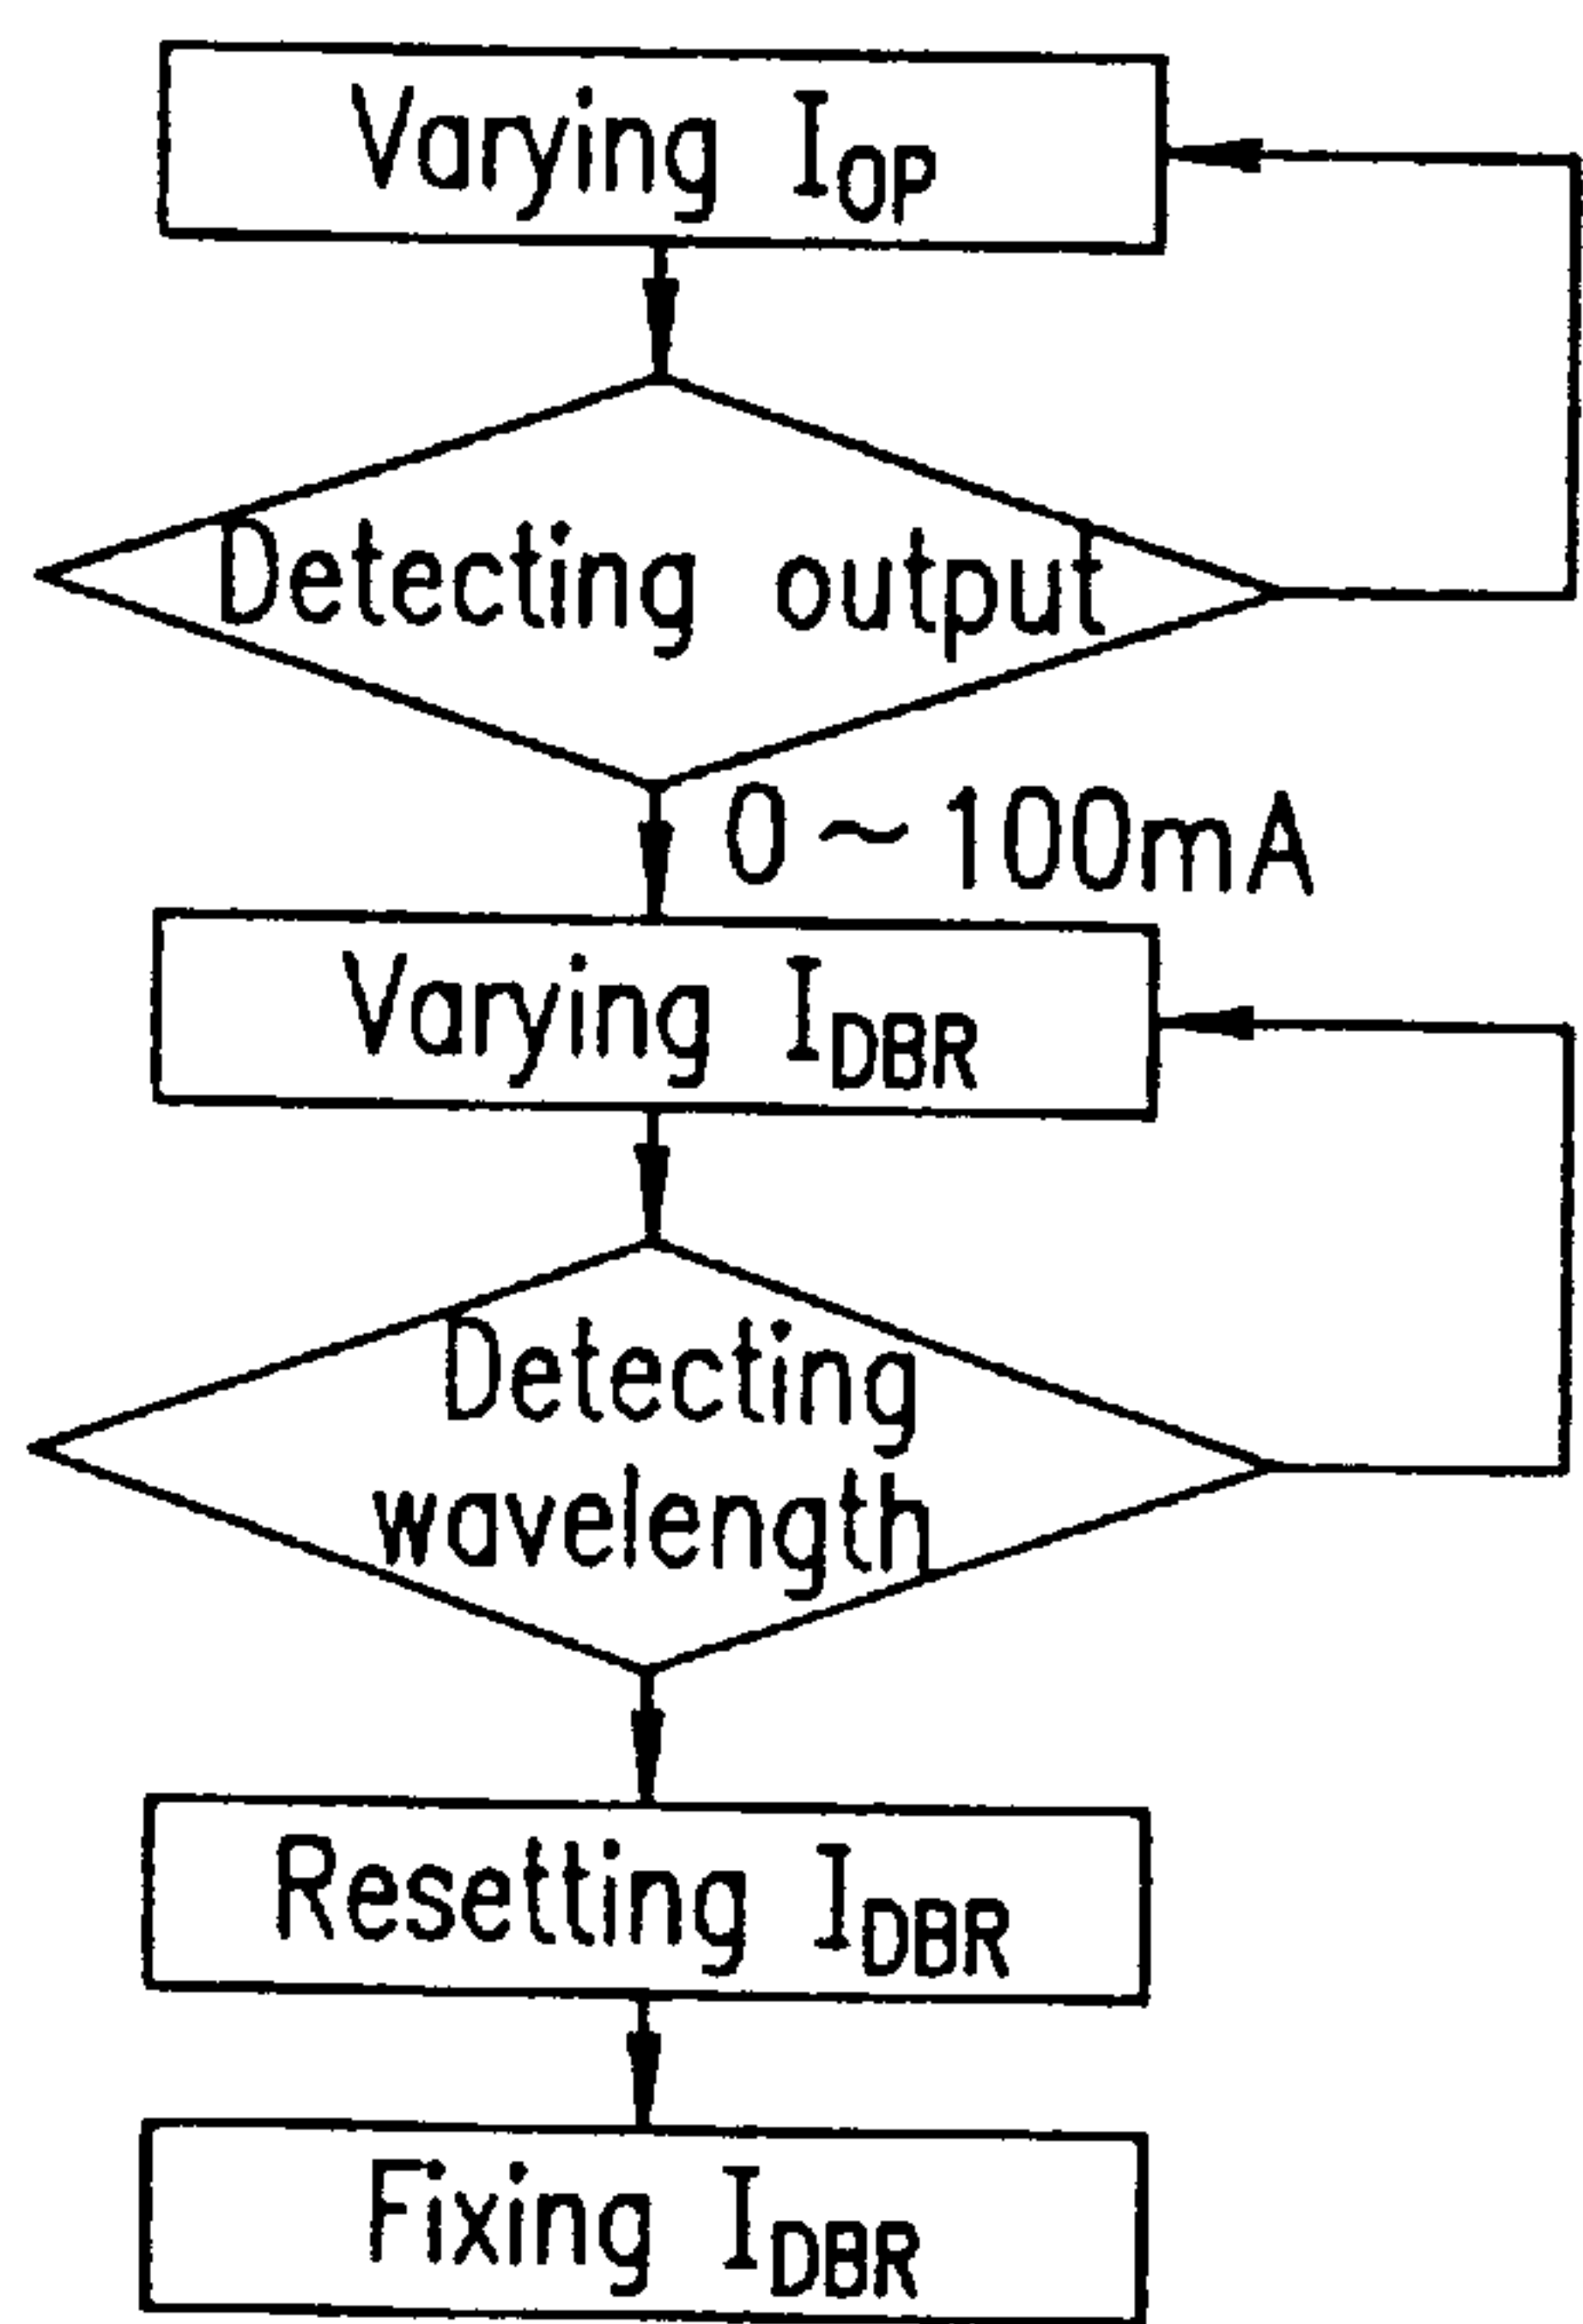 Varying I_OP
Detecting output
0 ~ 100mA
Varying I_DBR
Detecting
wavelength
Resetting I_DBR
Fixing I_DBR